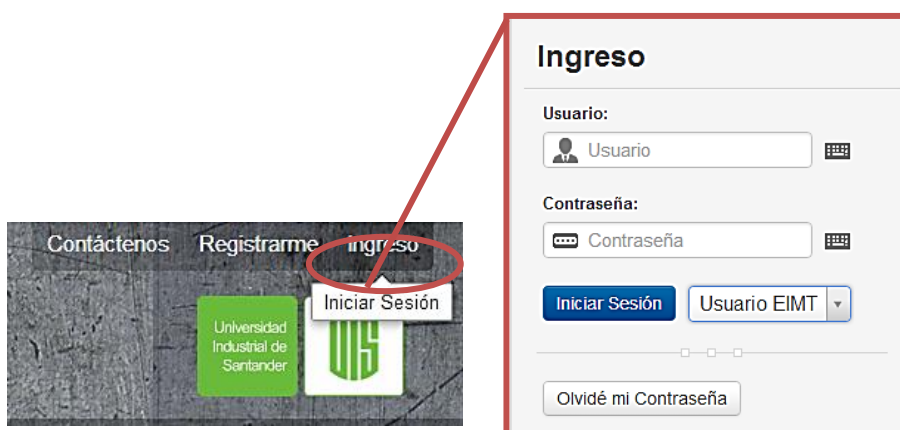 Contáctenos Registrarme Ingreso
Iniciar Sesión
Universidad
Industrial de
Santander
UIS
Ingreso
Usuario:
Usuario
Contraseña:
Contraseña
Iniciar Sesión Usuario EIMT
Olvidé mi Contraseña